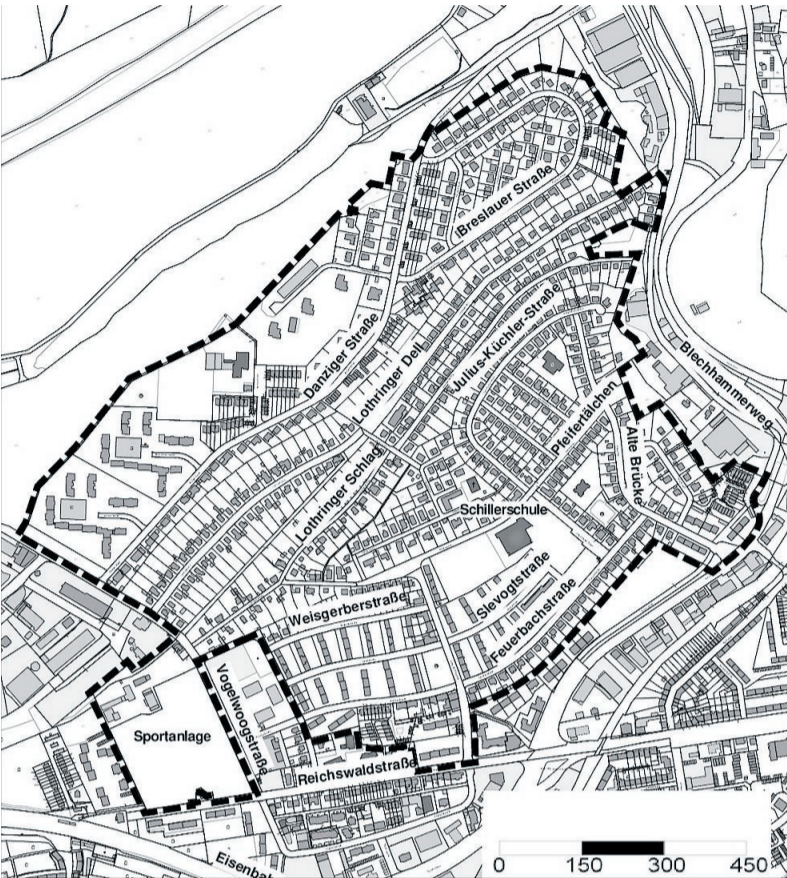 Breslauer Straße
Danziger Straße
Lothringer Dell
Julius-Küchler-Straße
Blechhammerweg
Pfeifertälchen
Alte Brücke
Lothringer Schlag
Schillerschule
Slevogtstraße
Weisgerberstraße
Feuerbachstraße
Vogelwoogstraße
Sportanlage
Reichswaldstraße
Eisenbah
0 150 300 450